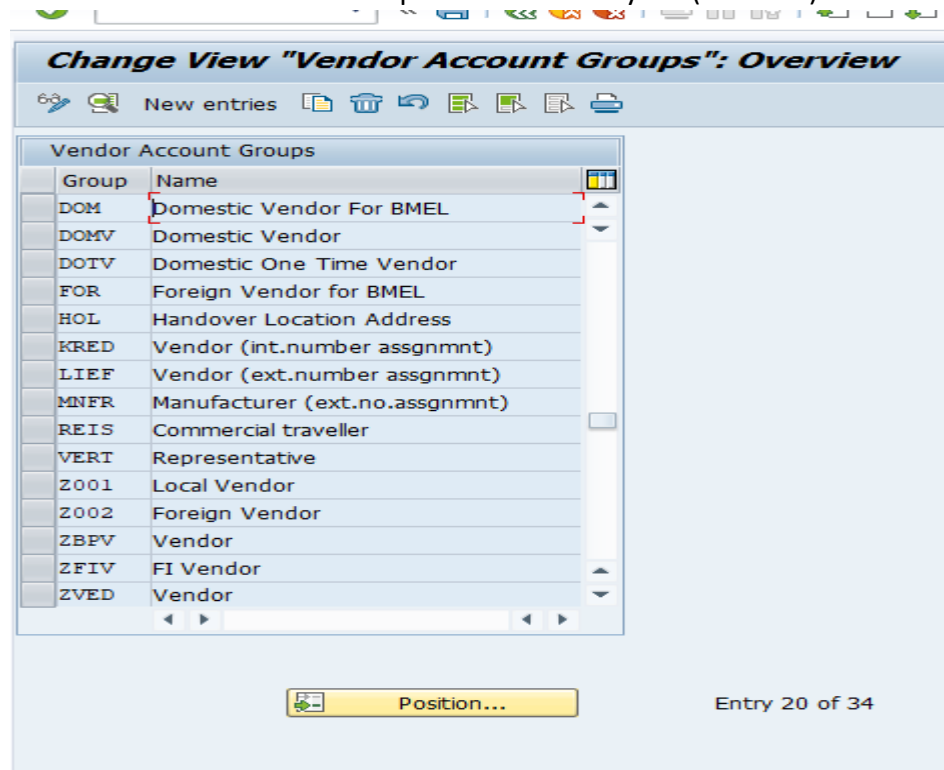 Change View "Vendor Account Groups": Overview
New entries
Vendor Account Groups
Group Name
DOM Domestic Vendor For BMEL
DOMV Domestic Vendor
DOTV Domestic One Time Vendor
FOR Foreign Vendor for BMEL
HOL Handover Location Address
KRED Vendor (int.number assgnmnt)
LIEF Vendor (ext.number assgnmnt)
MNFR Manufacturer (ext.no.assgnmnt)
REIS Commercial traveller
VERT Representative
Z001 Local Vendor
Z002 Foreign Vendor
ZBPV Vendor
ZFIV FI Vendor
ZVED Vendor
Position... Entry 20 of 34